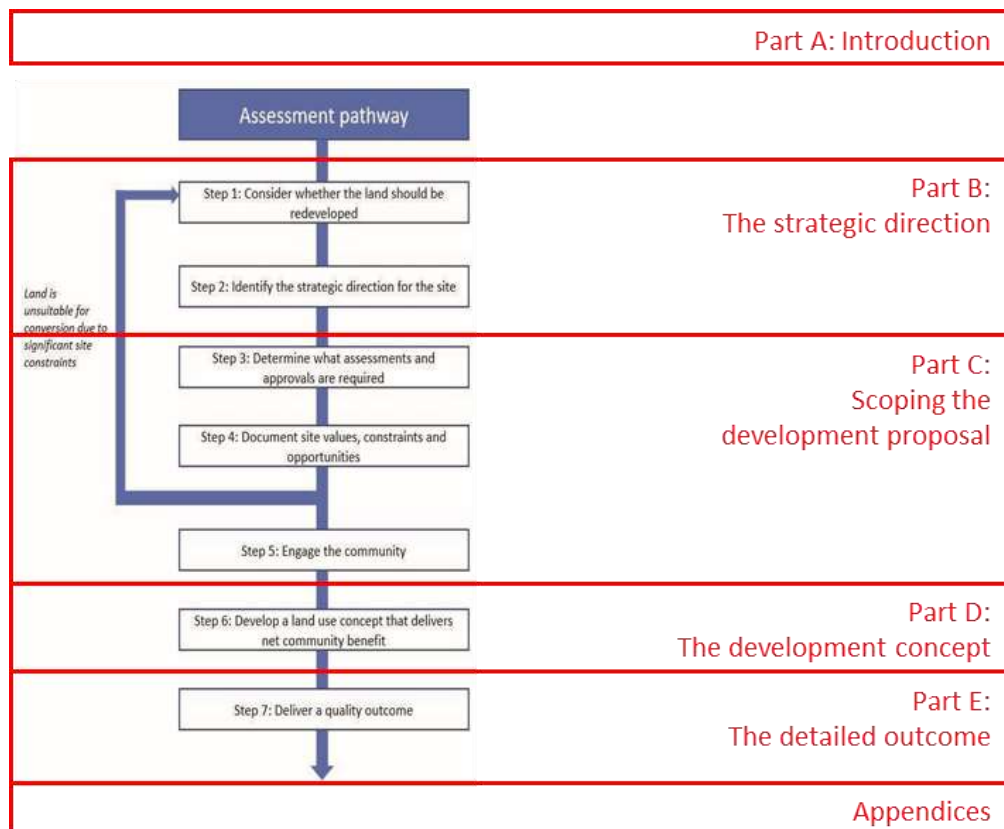 Part A: Introduction
Assessment pathway
Part B:
The strategic direction
Step 1: Consider whether the land should be
redeveloped
Step 2: Identify the strategic direction for the site
Land is
unsuitable for
conversion due to
significant site
constraints
Part C:
Scoping the
development proposal
Step 3: Determine what assessments and
approvals are required
Step 4: Document site values, constraints and
opportunities
Step 5: Engage the community
Part D:
The development concept
Step 6: Develop a land use concept that delivers
net community benefit
Part E:
The detailed outcome
Step 7: Deliver a quality outcome
Appendices